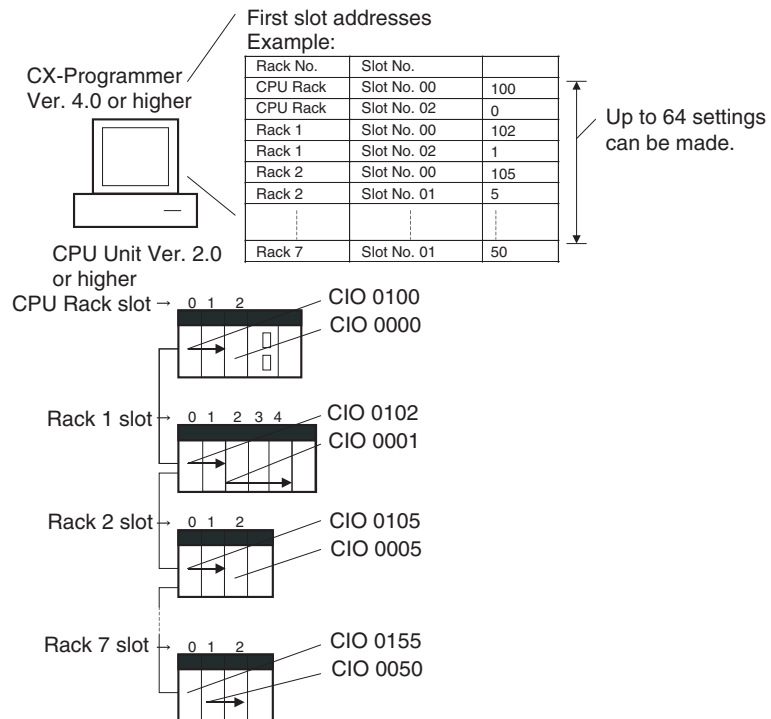 First slot addresses
Example:
CX-Programmer
Ver. 4.0 or higher
Rack No. Slot No.
CPU Rack Slot No. 00 100
CPU Rack Slot No. 02 0
Rack 1 Slot No. 00 102
Rack 1 Slot No. 02 1
Rack 2 Slot No. 00 105
Rack 2 Slot No. 01 5
Rack 7 Slot No. 01 50
Up to 64 settings
can be made.
CPU Unit Ver. 2.0
or higher
CPU Rack slot → 0 1 2
CIO 0100
CIO 0000
Rack 1 slot → 0 1 2 3 4
CIO 0102
CIO 0001
Rack 2 slot → 0 1 2
CIO 0105
CIO 0005
Rack 7 slot → 0 1 2
CIO 0155
CIO 0050